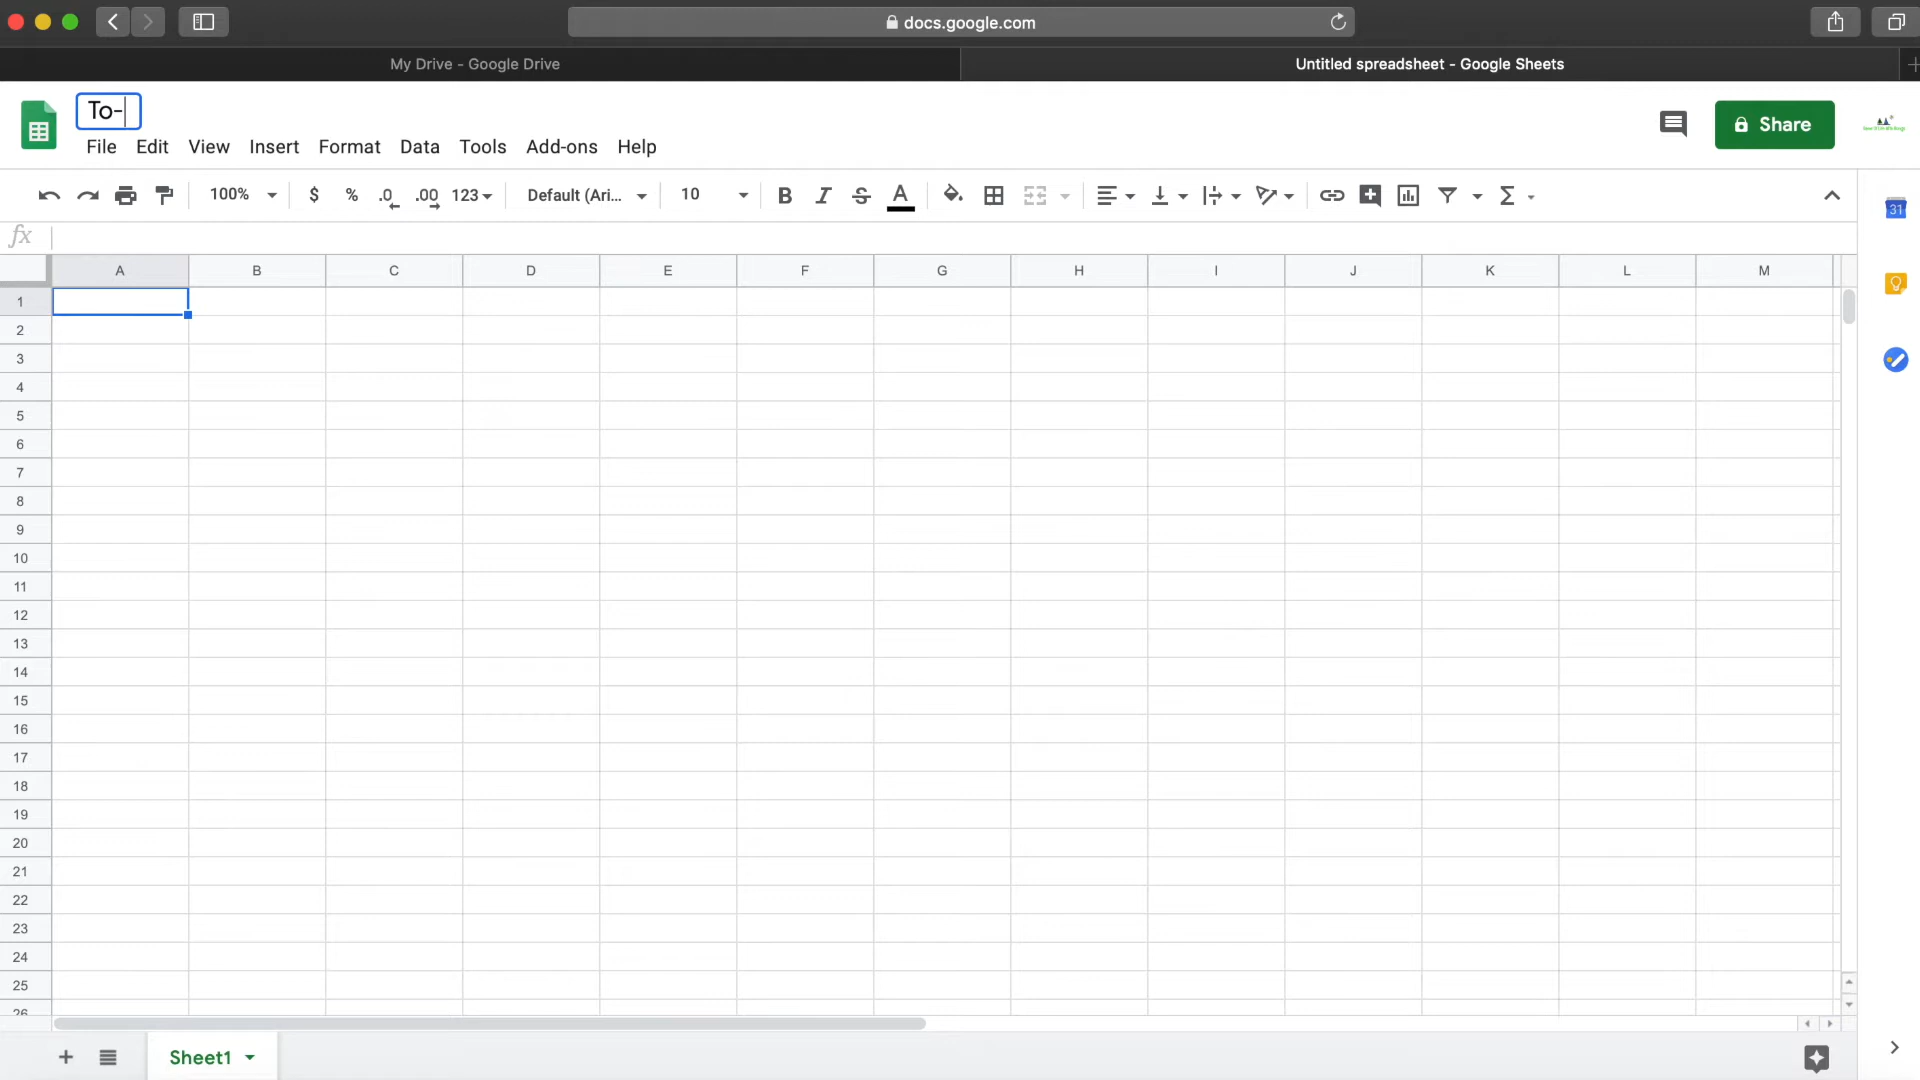 docs.google.com
My Drive - Google Drive
Untitled spreadsheet - Google Sheets
To-
File Edit View Insert Format Data Tools Add-ons Help
Share
100% $ % .0 .00 123 Default (Ari... 10 B I S A Σ
31
fx
A B C D E F G H I J K L M
1
2
3
4
5
6
7
8
9
10
11
12
13
14
15
16
17
18
19
20
21
22
23
24
25
26
Sheet1